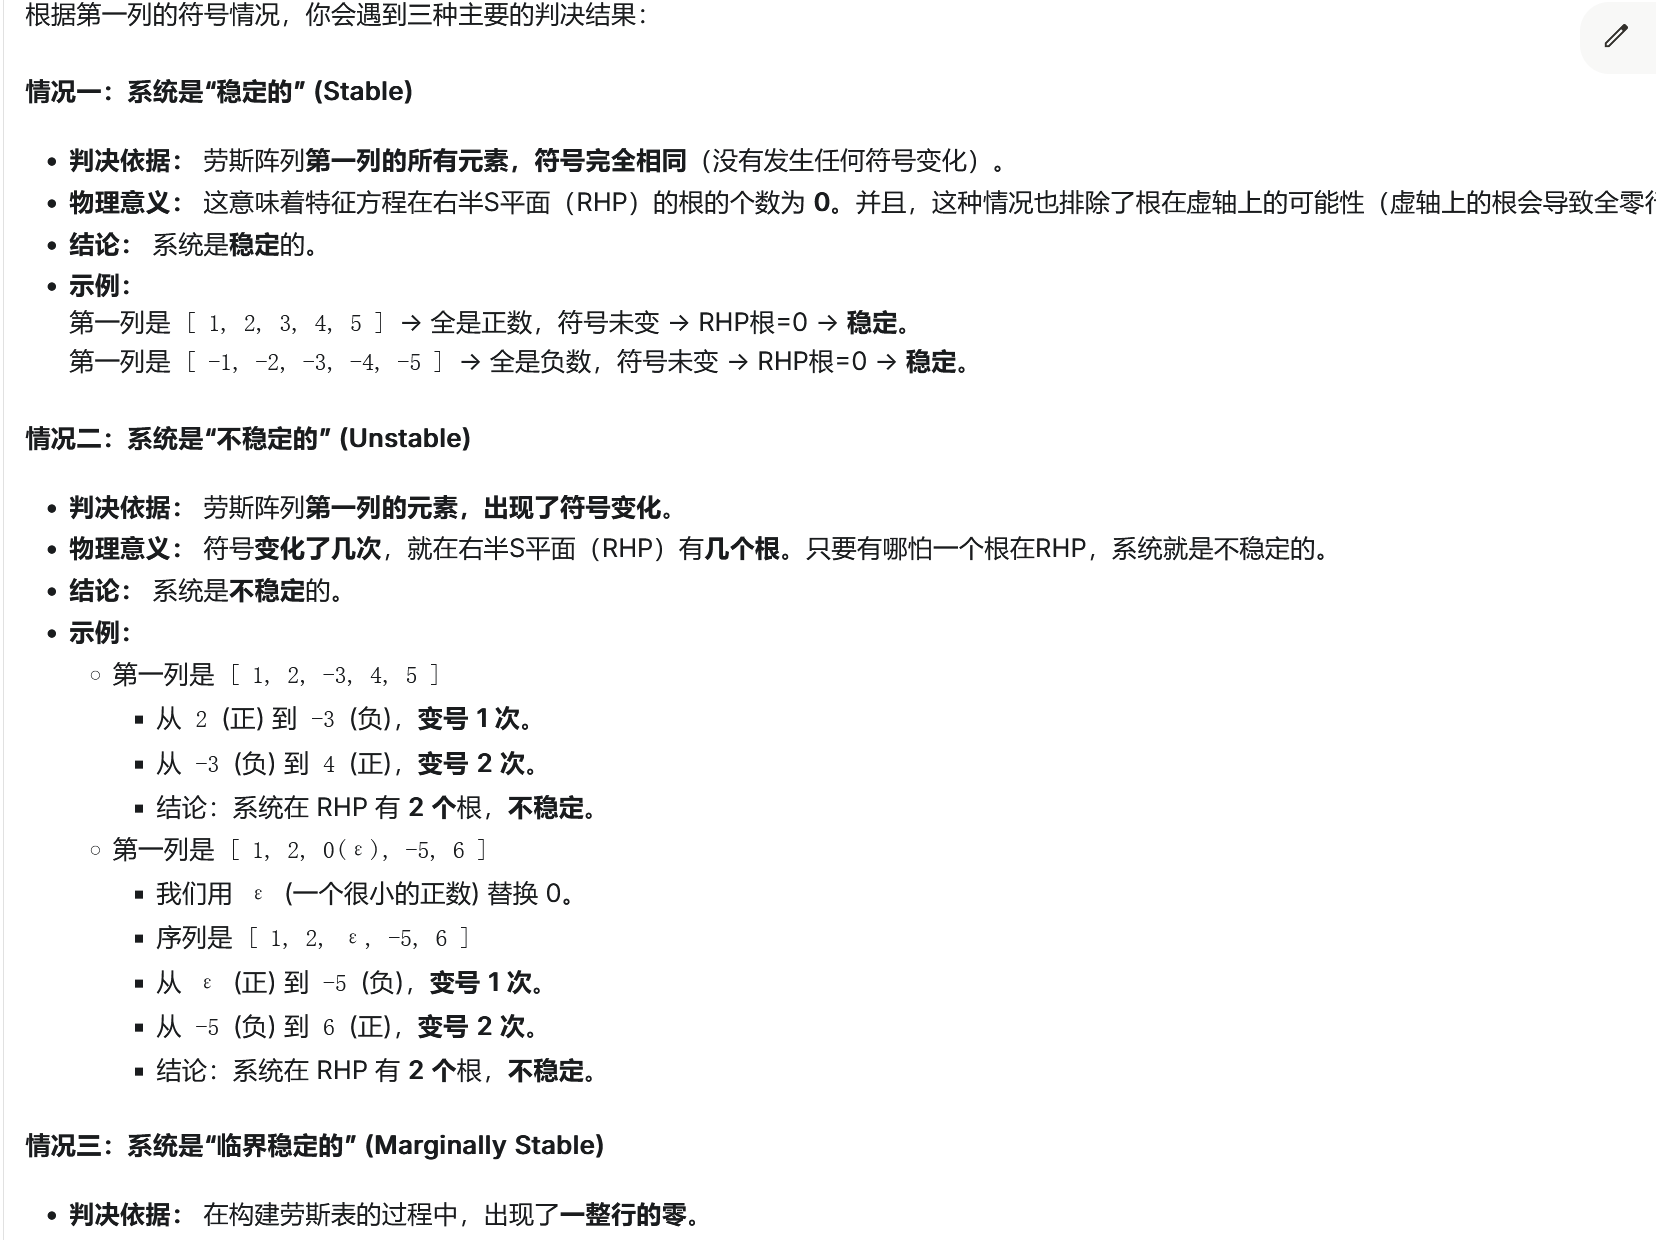 根据第一列的符号情况，你会遇到三种主要的判决结果：
情况一：系统是“稳定的” (Stable)
• 判决依据： 劳斯阵列第一列的所有元素，符号完全相同（没有发生任何符号变化）。
• 物理意义： 这意味着特征方程在右半S平面（RHP）的根的个数为 0。并且，这种情况也排除了根在虚轴上的可能性（虚轴上的根会导致全零行
• 结论： 系统是稳定的。
• 示例：
第一列是 [ 1, 2, 3, 4, 5 ] → 全是正数，符号未变 → RHP根=0 → 稳定。
第一列是 [ -1, -2, -3, -4, -5 ] → 全是负数，符号未变 → RHP根=0 → 稳定。
情况二：系统是“不稳定的” (Unstable)
• 判决依据： 劳斯阵列第一列的元素，出现了符号变化。
• 物理意义： 符号变化了几次，就在右半S平面（RHP）有几个根。只要有哪怕一个根在RHP，系统就是不稳定的。
• 结论： 系统是不稳定的。
• 示例：
○ 第一列是 [ 1, 2, -3, 4, 5 ]
▪ 从 2 (正) 到 -3 (负)，变号 1 次。
▪ 从 -3 (负) 到 4 (正)，变号 2 次。
▪ 结论：系统在 RHP 有 2 个根，不稳定。
○ 第一列是 [ 1, 2, 0(ε), -5, 6 ]
▪ 我们用 ε (一个很小的正数) 替换 0。
▪ 序列是 [ 1, 2, ε, -5, 6 ]
▪ 从 ε (正) 到 -5 (负)，变号 1 次。
▪ 从 -5 (负) 到 6 (正)，变号 2 次。
▪ 结论：系统在 RHP 有 2 个根，不稳定。
情况三：系统是“临界稳定的” (Marginally Stable)
• 判决依据： 在构建劳斯表的过程中，出现了一整行的零。